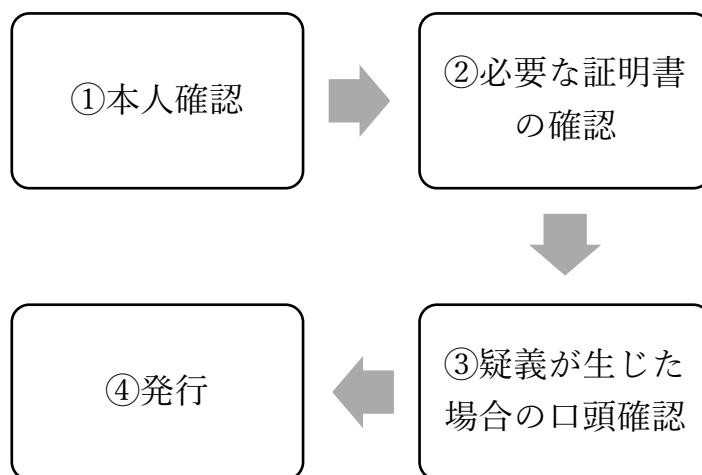 ①本人確認
②必要な証明書
の確認
③疑義が生じた
場合の口頭確認
④発行